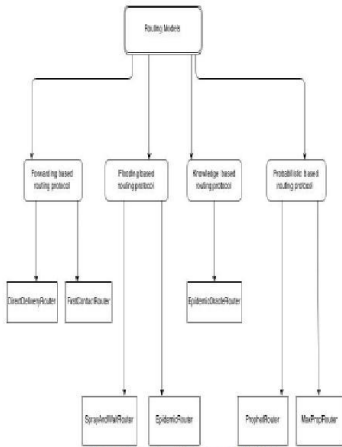 Routing Models
Forwarding based
routing protocol
Flooding based
routing protocol
Knowledge based
routing protocol
Probabilistic based
routing protocol
DirectDeliveryRouter
FirstContactRouter
EpidemicOracleRouter
SprayAndWaitRouter
EpidemicRouter
ProphetRouter
MaxPropRouter